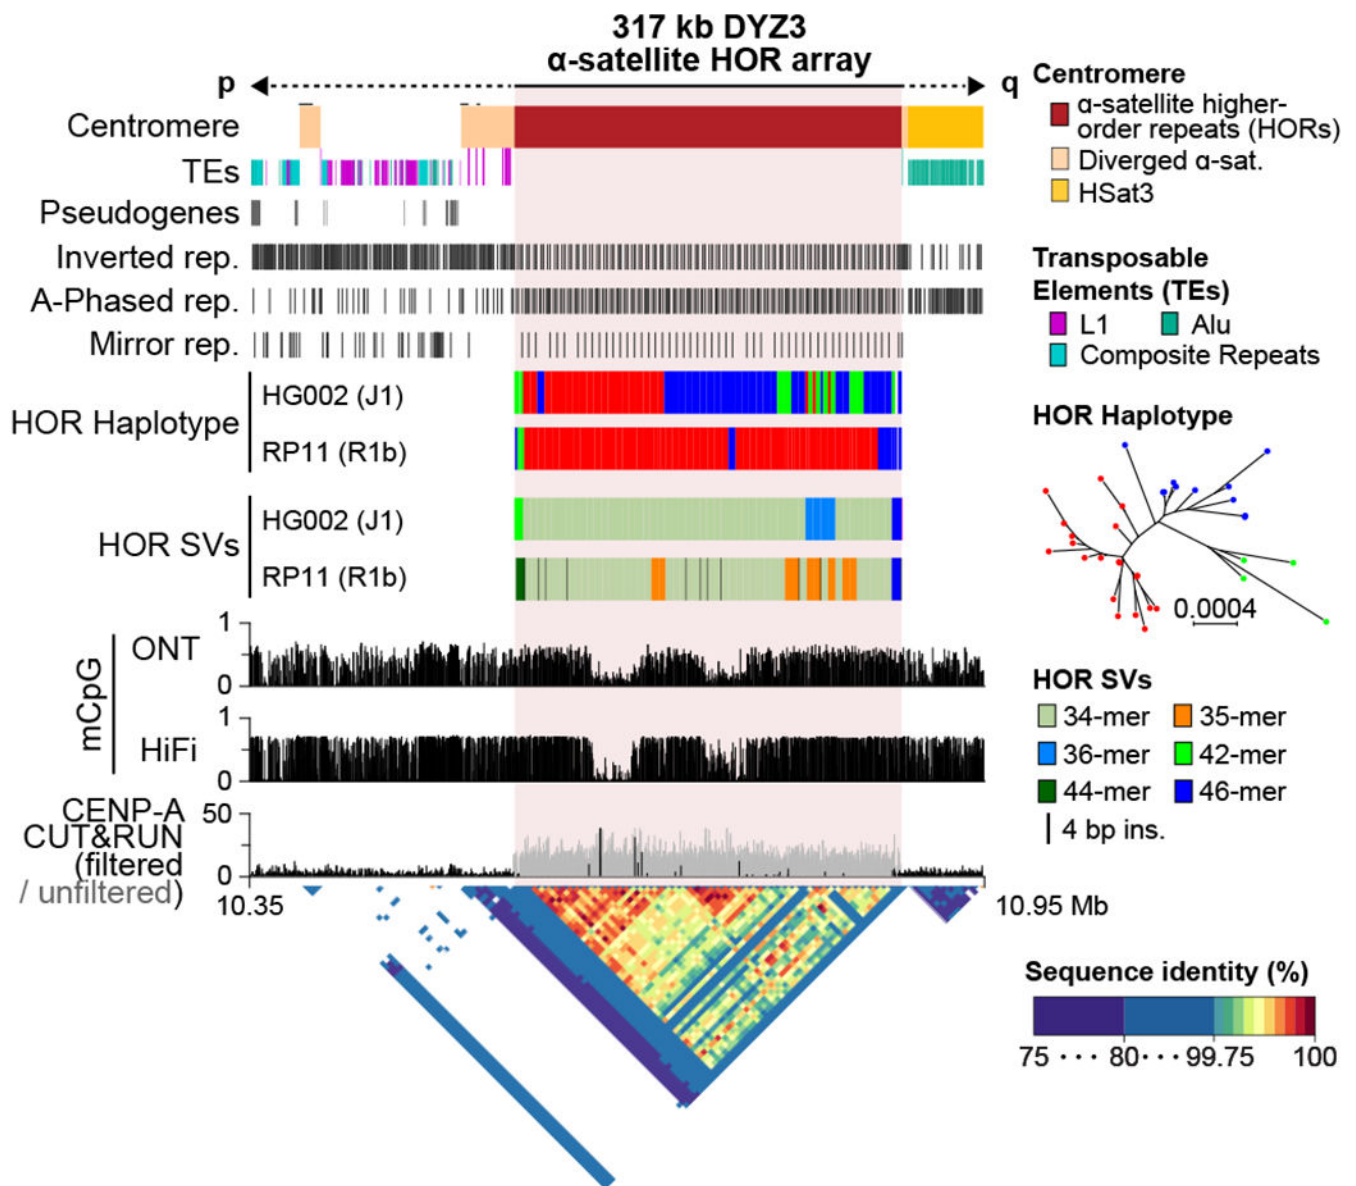 317 kb DYZ3
α-satellite HOR array
p
q
Centromere
TEs
Pseudogenes
Inverted rep.
A-Phased rep.
Mirror rep.
HOR Haplotype
HG002 (J1)
RP11 (R1b)
HOR SVs
HG002 (J1)
RP11 (R1b)
mCpG
ONT
1
0
HiFi
1
0
CENP-A
CUT&RUN
(filtered
/ unfiltered)
50
0
10.35
10.95 Mb
Centromere
α-satellite higher-
order repeats (HORs)
Diverged α-sat.
HSat3
Transposable
Elements (TEs)
L1
Alu
Composite Repeats
HOR Haplotype
0.0004
HOR SVs
34-mer
35-mer
36-mer
42-mer
44-mer
46-mer
4 bp ins.
Sequence identity (%)
75 • • • 80 • • • 99.75 100